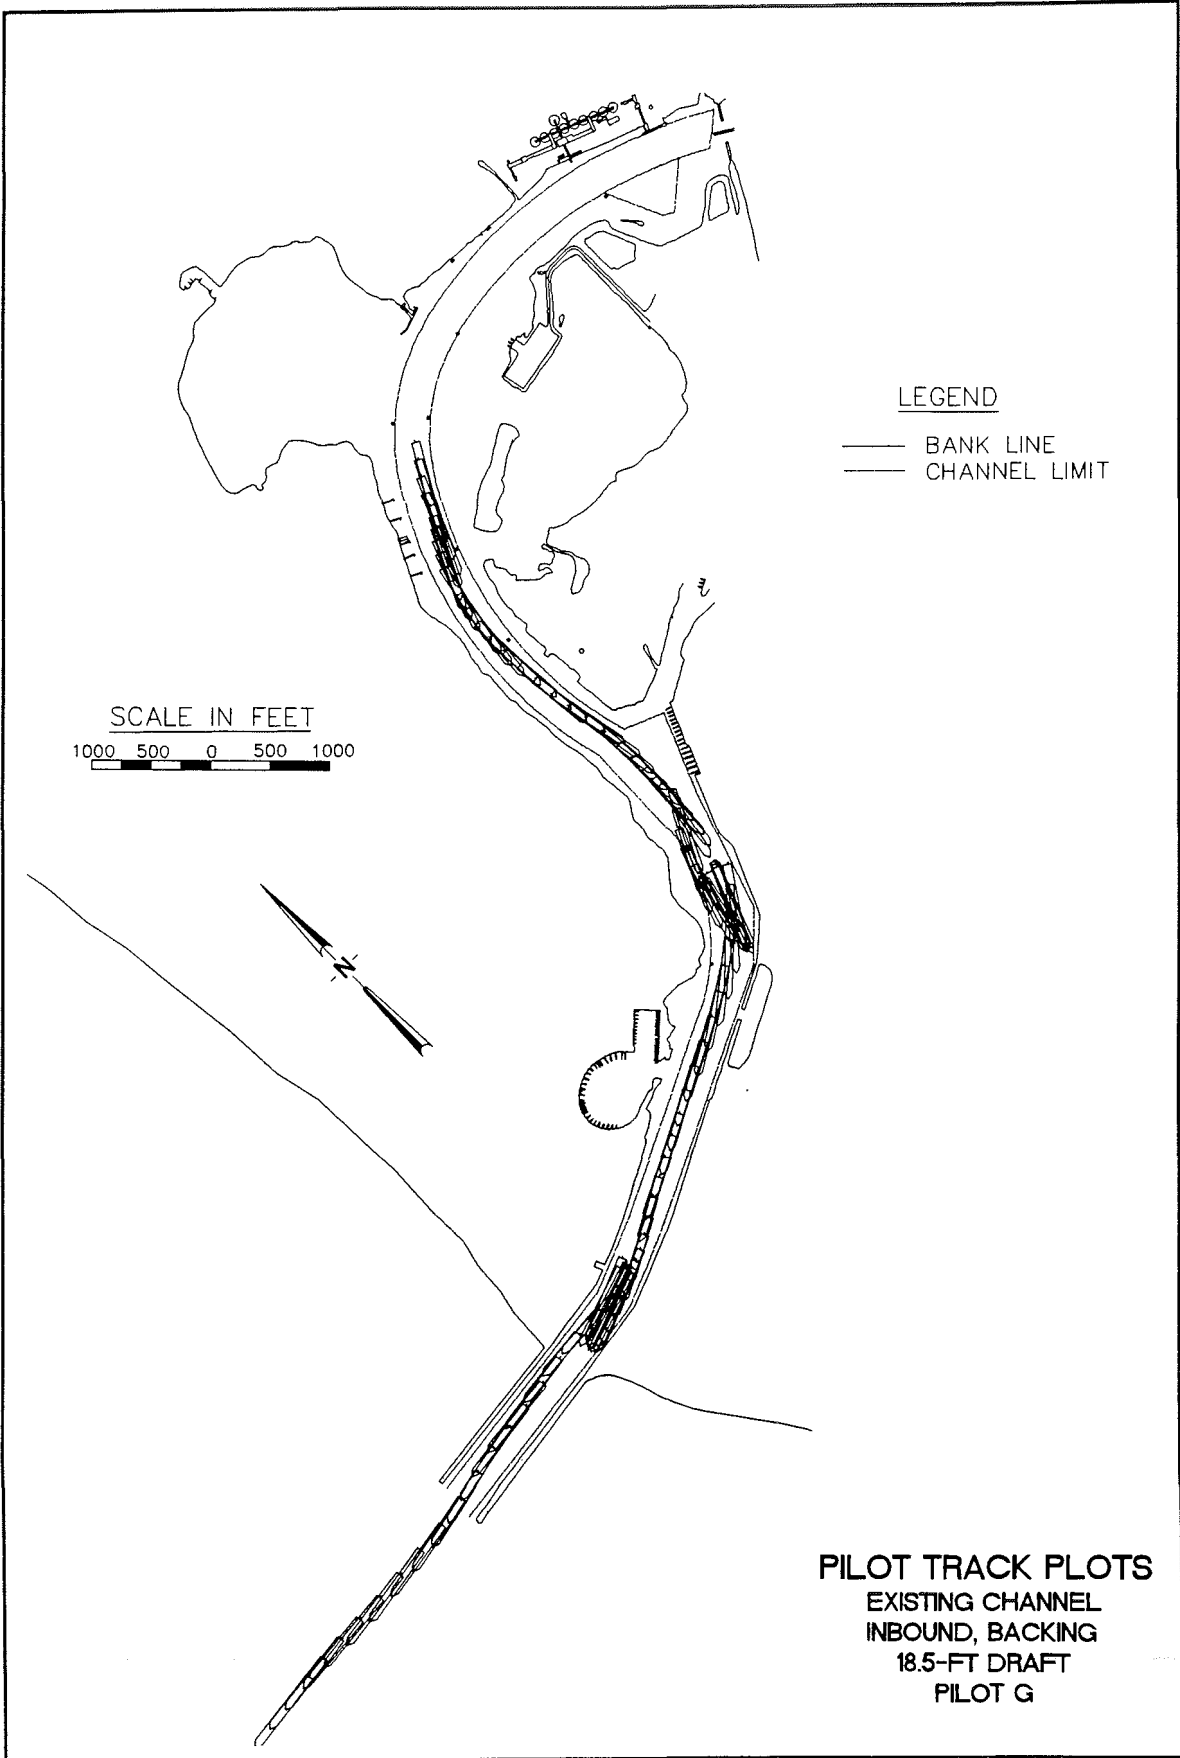 LEGEND
BANK LINE
CHANNEL LIMIT
SCALE IN FEET
1000 500 0 500 1000
N
PILOT TRACK PLOTS
EXISTING CHANNEL
INBOUND, BACKING
18.5-FT DRAFT
PILOT G